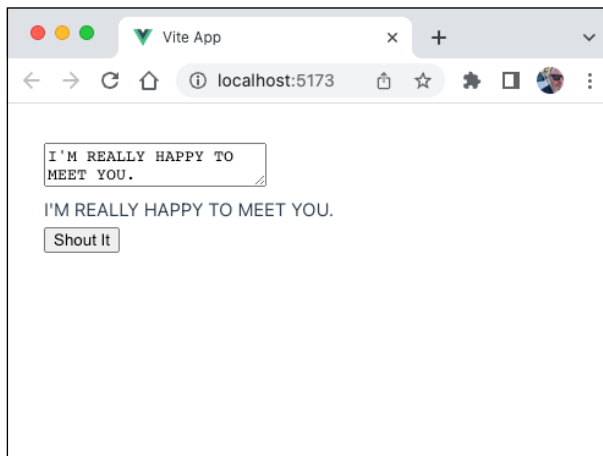 Vite App
localhost:5173
I'M REALLY HAPPY TO
MEET YOU.
I'M REALLY HAPPY TO MEET YOU.
Shout It